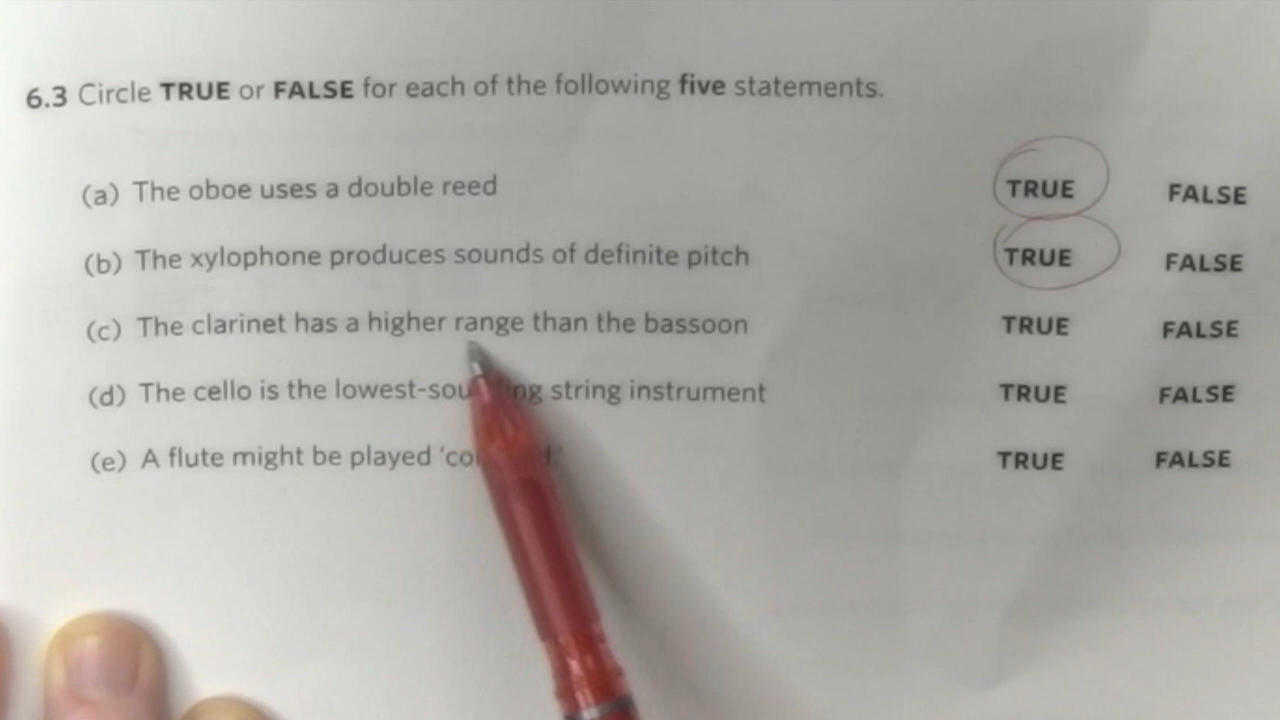 6.3 Circle TRUE or FALSE for each of the following five statements.
(a) The oboe uses a double reed TRUE FALSE
(b) The xylophone produces sounds of definite pitch TRUE FALSE
(c) The clarinet has a higher range than the bassoon TRUE FALSE
(d) The cello is the string instrument TRUE FALSE
(e) A flute might be played TRUE FALSE